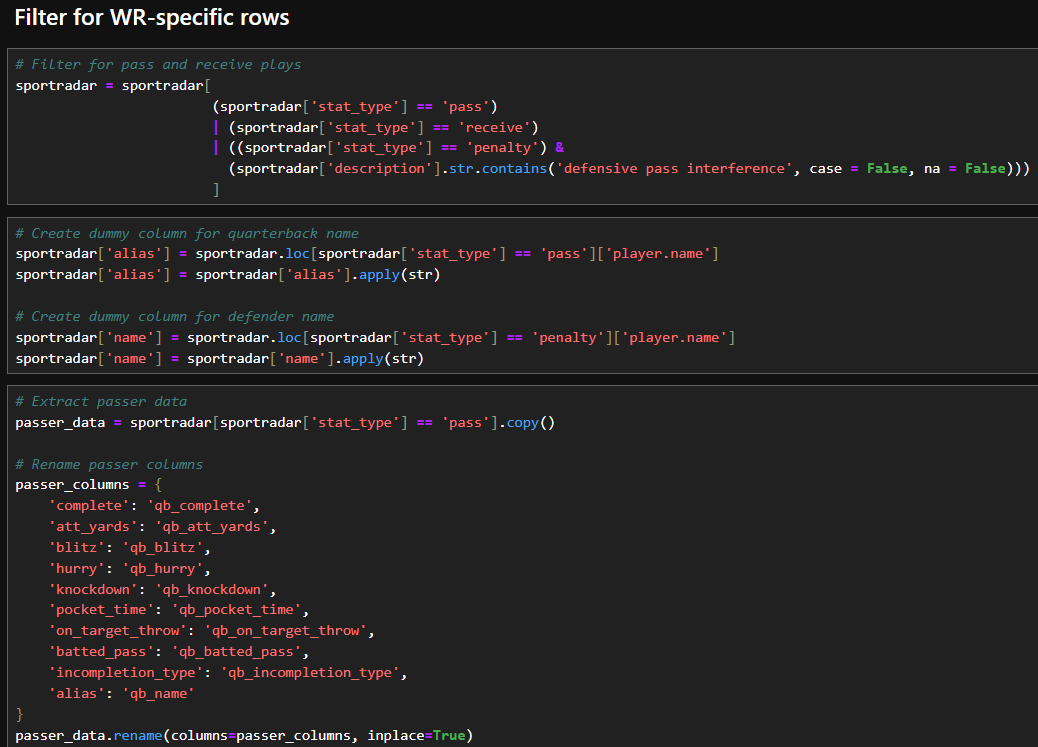 Filter for WR-specific rows
# Filter for pass and receive plays
sportradar = sportradar[
(sportradar['stat_type'] == 'pass')
| (sportradar['stat_type'] == 'receive')
| ((sportradar['stat_type'] == 'penalty') &
(sportradar['description'].str.contains('defensive pass interference', case = False, na = False)))
]
# Create dummy column for quarterback name
sportradar['alias'] = sportradar.loc[sportradar['stat_type'] == 'pass']['player.name']
sportradar['alias'] = sportradar['alias'].apply(str)
# Create dummy column for defender name
sportradar['name'] = sportradar.loc[sportradar['stat_type'] == 'penalty']['player.name']
sportradar['name'] = sportradar['name'].apply(str)
# Extract passer data
passer_data = sportradar[sportradar['stat_type'] == 'pass'].copy()
# Rename passer columns
passer_columns = {
'complete': 'qb_complete',
'att_yards': 'qb_att_yards',
'blitz': 'qb_blitz',
'hurry': 'qb_hurry',
'knockdown': 'qb_knockdown',
'pocket_time': 'qb_pocket_time',
'on_target_throw': 'qb_on_target_throw',
'batted_pass': 'qb_batted_pass',
'incompletion_type': 'qb_incompletion_type',
'alias': 'qb_name'
}
passer_data.rename(columns=passer_columns, inplace=True)